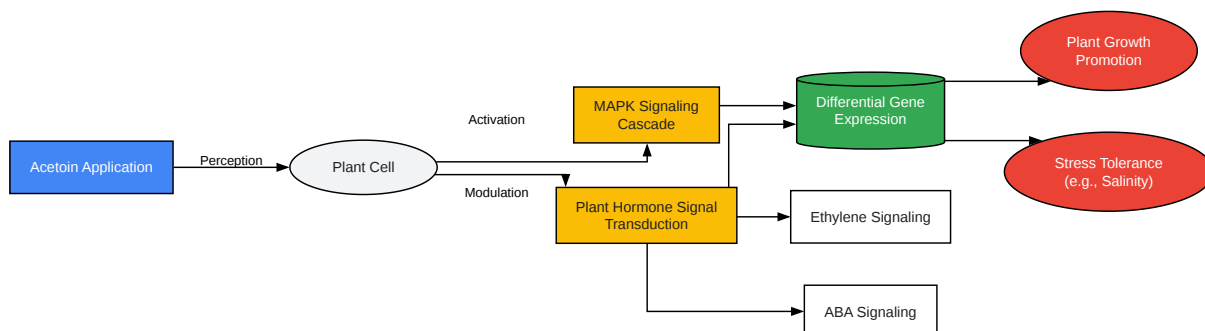 Acetoin Application
Perception
Plant Cell
Activation
Modulation
MAPK Signaling
Cascade
Plant Hormone Signal
Transduction
Differential Gene
Expression
Ethylene Signaling
ABA Signaling
Plant Growth
Promotion
Stress Tolerance
(e.g., Salinity)